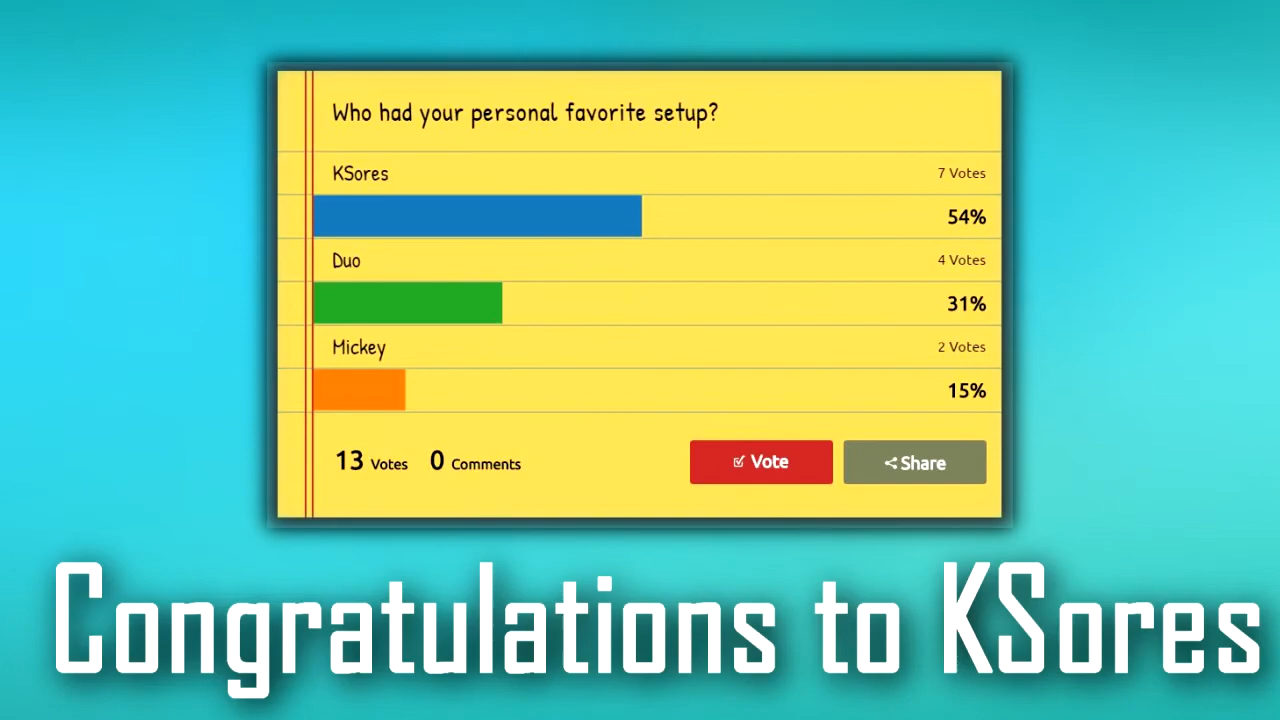 Who had your personal favorite setup?
KSores 7 Votes
54%
Duo 4 Votes
31%
Mickey 2 Votes
15%
13 Votes 0 Comments Vote Share
Congratulations to KSores